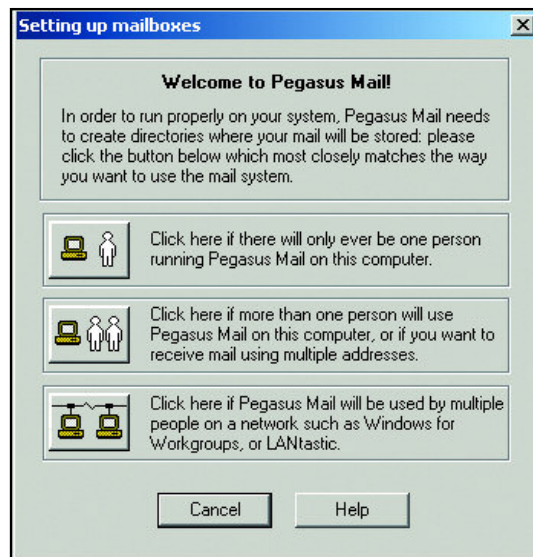 Setting up mailboxes
Welcome to Pegasus Mail!
In order to run properly on your system, Pegasus Mail needs
to create directories where your mail will be stored: please
click the button below which most closely matches the way
you want to use the mail system.
Click here if there will only ever be one person
running Pegasus Mail on this computer.
Click here if more than one person will use
Pegasus Mail on this computer, or if you want to
receive mail using multiple addresses.
Click here if Pegasus Mail will be used by multiple
people on a network such as Windows for
Workgroups, or LANtastic.
Cancel
Help